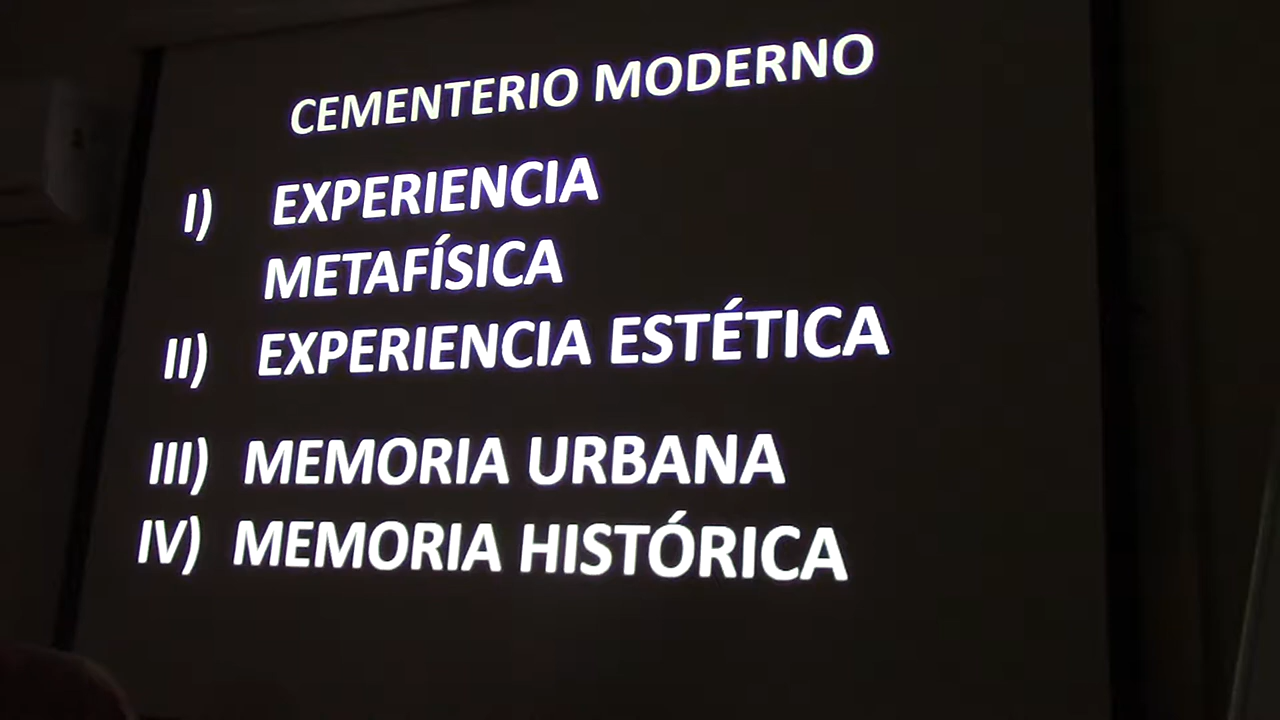 CEMENTERIO MODERNO
I) EXPERIENCIA
METAFÍSICA
II) EXPERIENCIA ESTÉTICA
III) MEMORIA URBANA
IV) MEMORIA HISTÓRICA